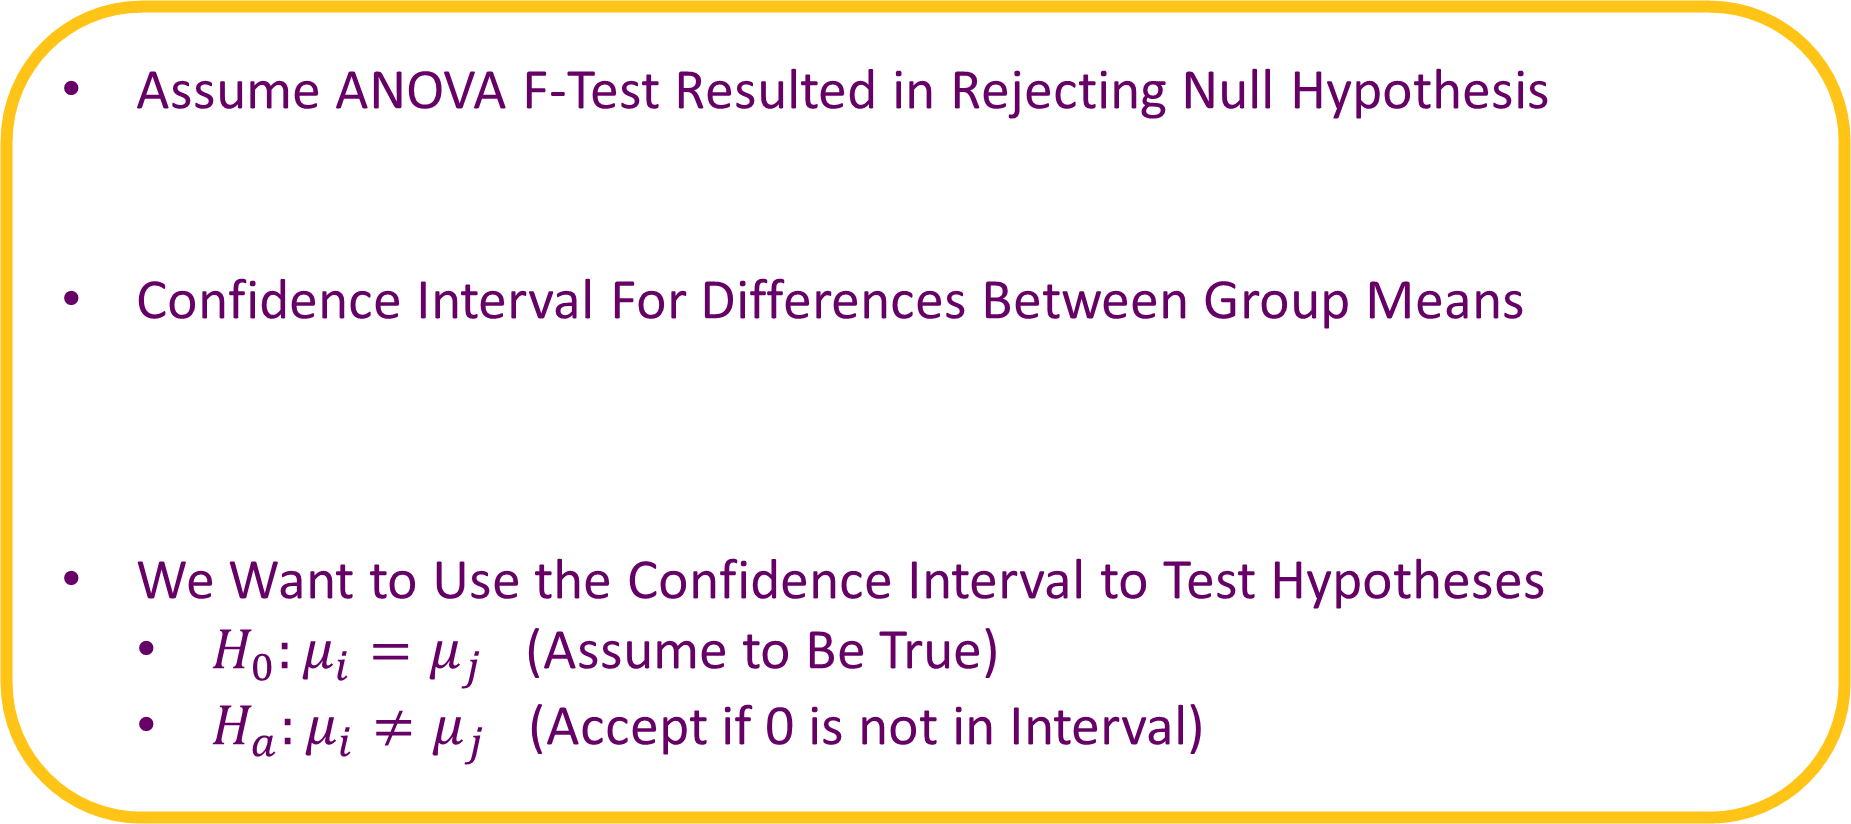 • Assume ANOVA F-Test Resulted in Rejecting Null Hypothesis
• Confidence Interval For Differences Between Group Means
• We Want to Use the Confidence Interval to Test Hypotheses
• H₀: μᵢ = μⱼ (Assume to Be True)
• Hₐ: μᵢ ≠ μⱼ (Accept if 0 is not in Interval)